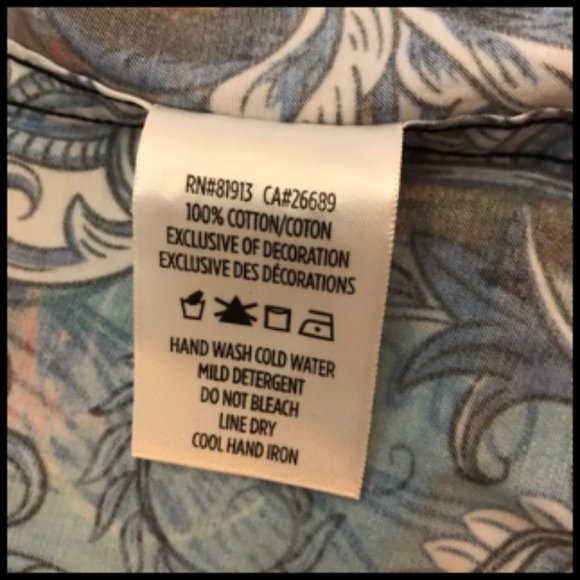 RN#81913 CA#26689
100% COTTON/COTON
EXCLUSIVE OF DECORATION
EXCLUSIVE DES DÉCORATIONS
HAND WASH COLD WATER
MILD DETERGENT
DO NOT BLEACH
LINE DRY
COOL HAND IRON